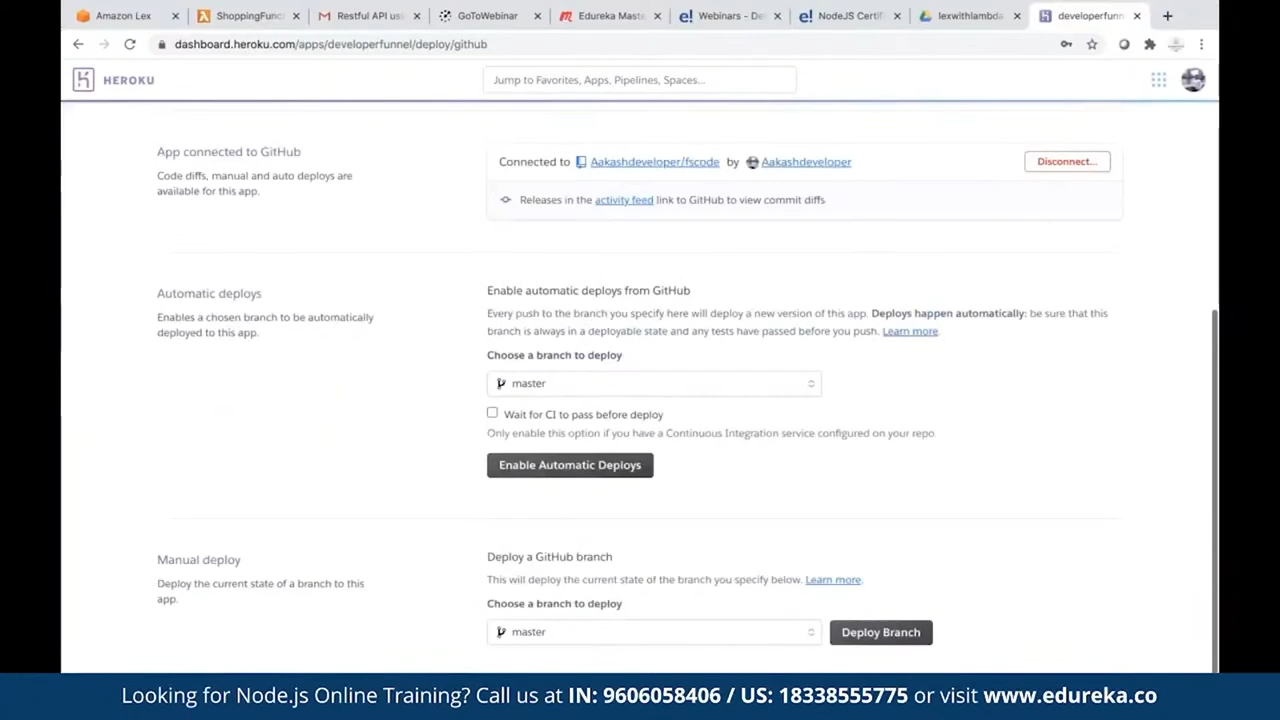 Amazon Lex
ShoppingFunc
Restful API us
GoToWebinar
Edureka Maste
Webinars - De
NodeJS Certif
lexwithlambda
developerfunn
dashboard.heroku.com/apps/developerfunnel/deploy/github
HEROKU
Jump to Favorites, Apps, Pipelines, Spaces...
App connected to GitHub
Code diffs, manual and auto deploys are
available for this app.
Connected to Aakashdeveloper/fscode by Aakashdeveloper
Disconnect...
Releases in the activity feed link to GitHub to view commit diffs
Automatic deploys
Enables a chosen branch to be automatically
deployed to this app.
Enable automatic deploys from GitHub
Every push to the branch you specify here will deploy a new version of this app. Deploys happen automatically: be sure that this
branch is always in a deployable state and any tests have passed before you push. Learn more.
Choose a branch to deploy
master
Wait for CI to pass before deploy
Only enable this option if you have a Continuous Integration service configured on your repo.
Enable Automatic Deploys
Manual deploy
Deploy the current state of a branch to this
app.
Deploy a GitHub branch
This will deploy the current state of the branch you specify below. Learn more.
Choose a branch to deploy
master
Deploy Branch
Looking for Node.js Online Training? Call us at IN: 9606058406 / US: 18338555775 or visit www.edureka.co